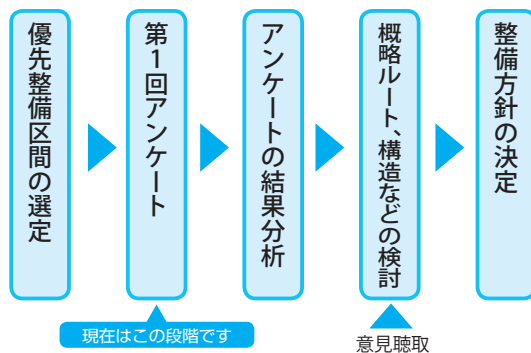 優先整備区間の選定
第1回アンケート
アンケートの結果分析
概略ルート、構造などの検討
整備方針の決定
現在はこの段階です
意見聴取